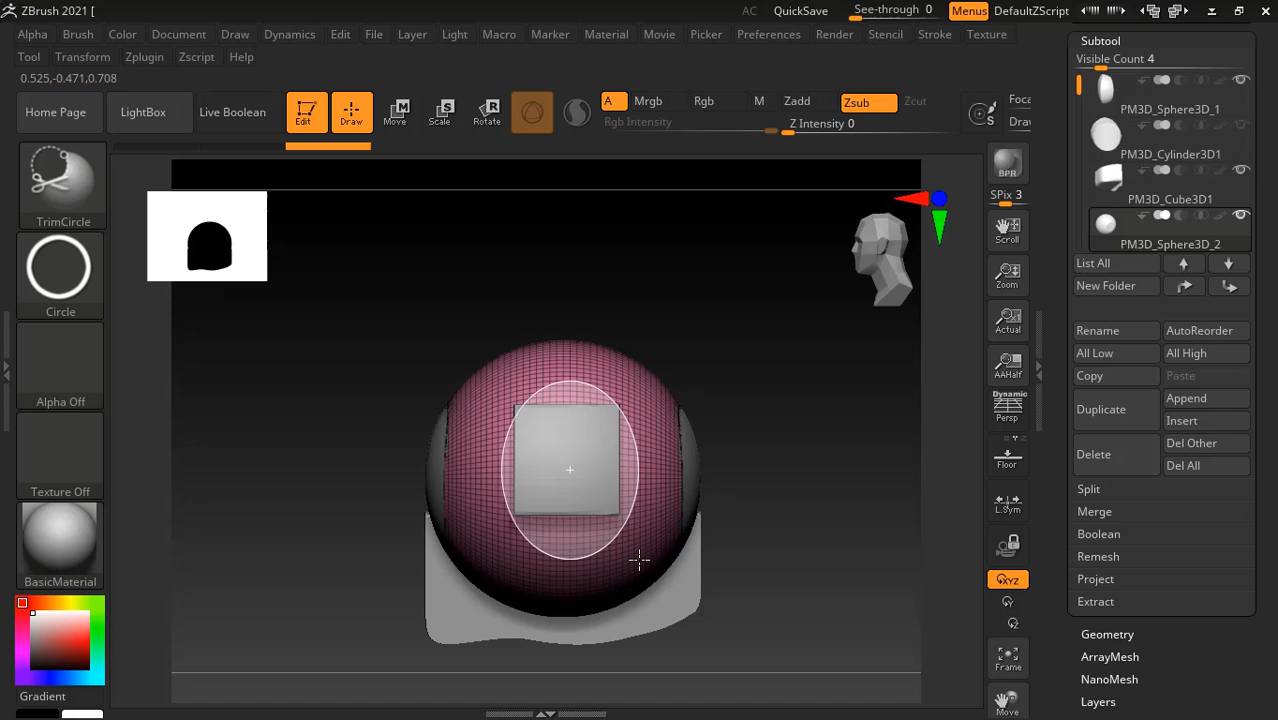 ZBrush 2021 [
AC QuickSave See-through 0 Menus DefaultZScript
Alpha Brush Color Document Draw Dynamics Edit File Layer Light Macro Marker Material Movie Picker Preferences Render Stencil Stroke Texture
Tool Transform Zplugin Zscript Help
0.525,-0.471,0.708
Home Page LightBox Live Boolean Edit Draw Move Scale Rotate
A Mrgb Rgb M Zadd Zsub Zcut Foca
Rgb Intensity Z Intensity 0 Draw
TrimCircle
Circle
Alpha Off
Texture Off
BasicMaterial
Gradient
BPR
SPix 3
Scroll
Zoom
Actual
AAHalf
Dynamic
Persp
Floor
L.Sym
XYZ
Y
Z
Frame
Move
Subtool
Visible Count 4
PM3D_Sphere3D_1
PM3D_Cylinder3D1
PM3D_Cube3D1
PM3D_Sphere3D_2
List All
New Folder
Rename AutoReorder
All Low All High
Copy Paste
Duplicate Append
Insert
Delete Del Other
Del All
Split
Merge
Boolean
Remesh
Project
Extract
Geometry
ArrayMesh
NanoMesh
Layers